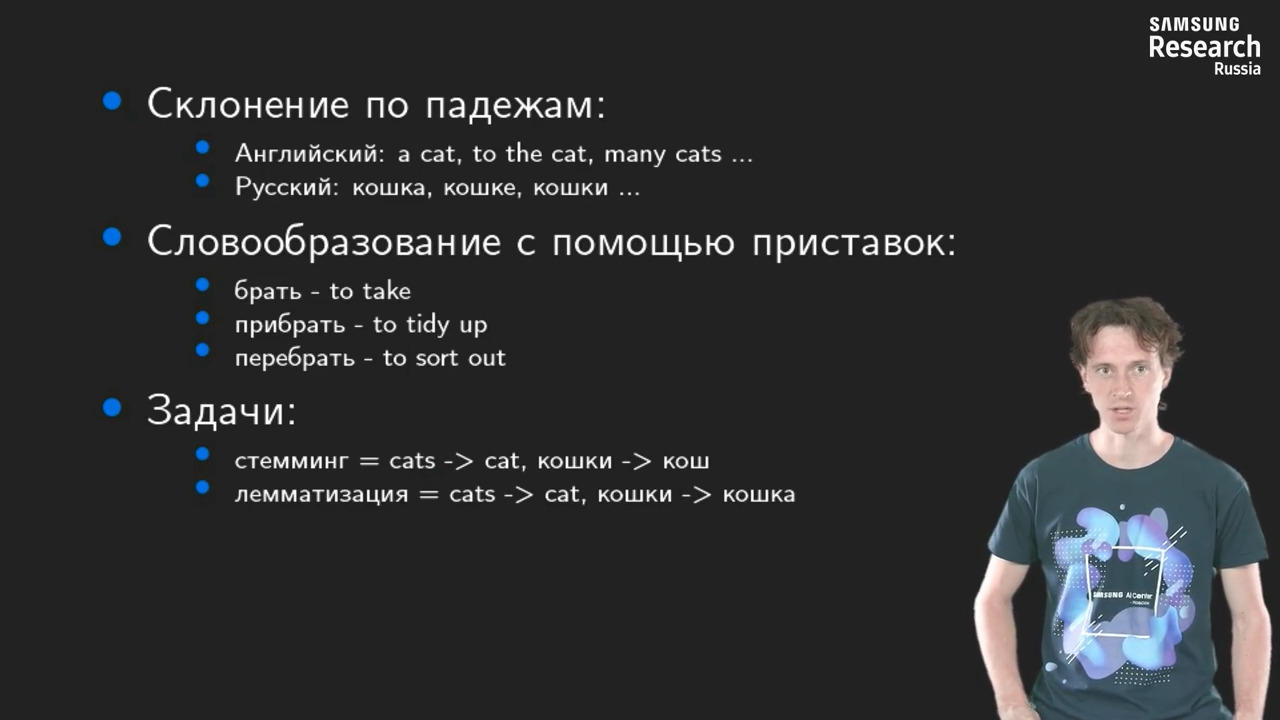 SAMSUNG
Research
Russia
Склонение по падежам:
Английский: a cat, to the cat, many cats ...
Русский: кошка, кошке, кошки ...
Словообразование с помощью приставок:
брать - to take
прибрать - to tidy up
перебрать - to sort out
Задачи:
стемминг = cats -> cat, кошки -> кош
лемматизация = cats -> cat, кошки -> кошка
SAMSUNG AI Center
- Moscow